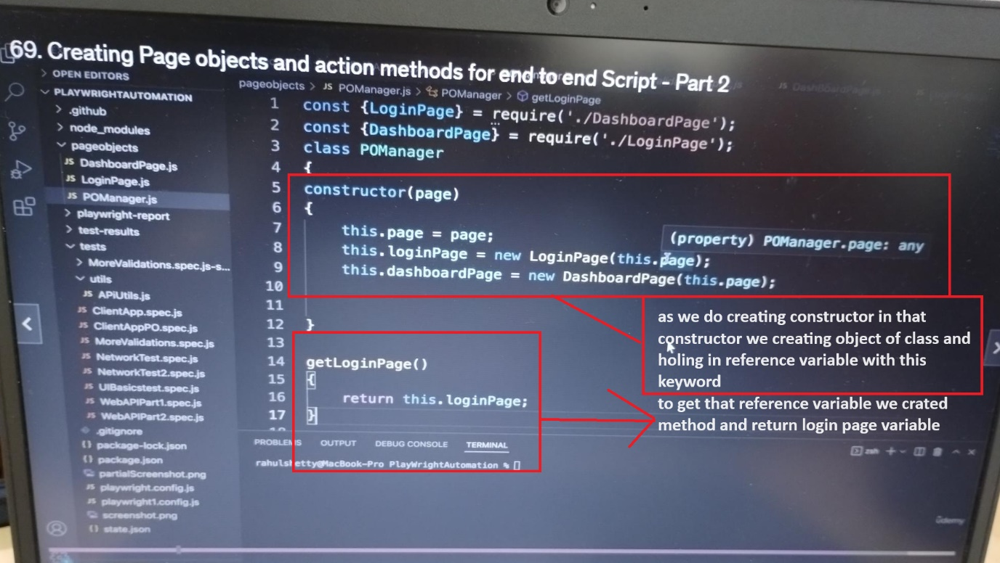 69. Creating Page objects and action methods for end to end Script - Part 2
OPEN EDITORS
PLAYWRIGHTAUTOMATION
.github
node_modules
pageobjects
JS DashboardPage.js
JS LoginPage.js
JS POManager.js
playwright-report
test-results
tests
MoreValidations.spec.js-s...
utils
JS APiUtils.js
JS ClientApp.spec.js
JS ClientAppPO.spec.js
JS MoreValidations.spec.js
JS NetworkTest.spec.js
JS NetworkTest2.spec.js
JS UIBasicstest.spec.js
JS WebAPIPart1.spec.js
JS WebAPIPart2.spec.js
.gitignore
{} package-lock.json
{} package.json
partialScreenshot.png
JS playwright.config.js
JS playwright1.config.js
screenshot.png
{} state.json
pageobjects > JS POManager.js > POManager > getLoginPage
1 const {LoginPage} = require('./DashboardPage');
2 const {DashboardPage} = require('./LoginPage');
3 class POManager
4 {
5 constructor(page)
6 {
7 this.page = page;
8 this.loginPage = new LoginPage(this.page);
9 this.dashboardPage = new DashboardPage(this.page);
10
11
12 }
13
14 getLoginPage()
15 {
16 return this.loginPage;
17 }
(property) POManager.page: any
as we do creating constructor in that
constructor we creating object of class and
holing in reference variable with this
keyword
to get that reference variable we crated
method and return login page variable
PROBLEMS OUTPUT DEBUG CONSOLE TERMINAL
zsh
rahulshetty@MacBook-Pro PlayWrightAutomation %
Udemy